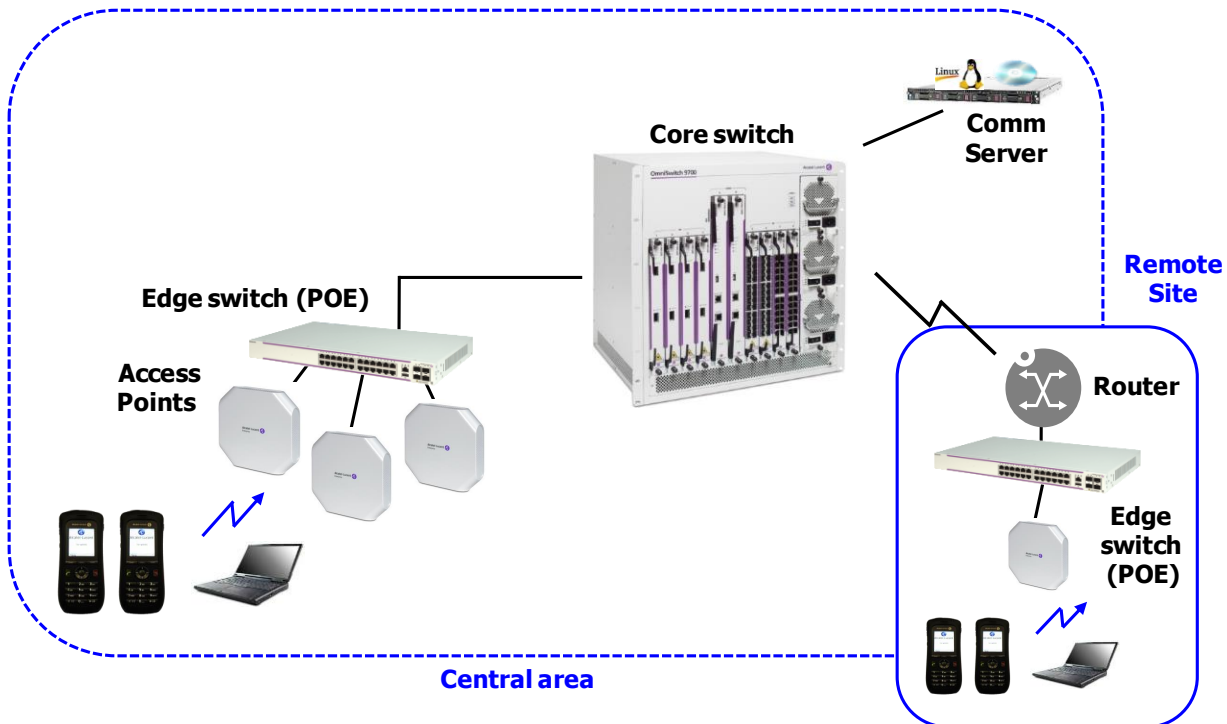 Linux
Comm
Server
Core switch
OmniSwitch 9900
Remote
Site
Edge switch (POE)
Access
Points
Router
Edge
switch
(POE)
Central area